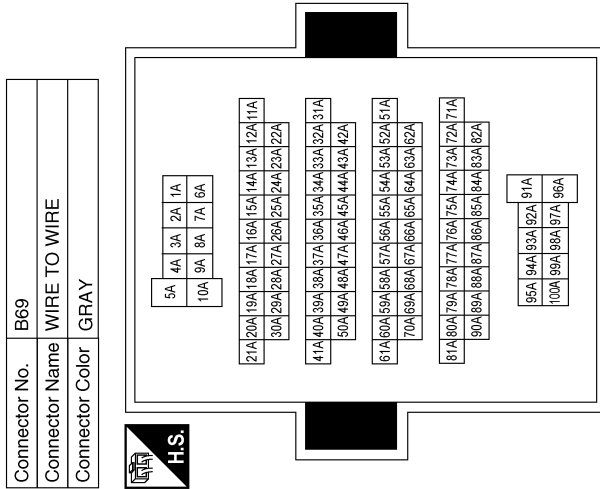 Connector No. B69
Connector Name WIRE TO WIRE
Connector Color GRAY
H.S.
5A 4A 3A 2A 1A
10A 9A 8A 7A 6A
21A 20A 19A 18A 17A 16A 15A 14A 13A 12A 11A
30A 29A 28A 27A 26A 25A 24A 23A 22A
41A 40A 39A 38A 37A 36A 35A 34A 33A 32A 31A
50A 49A 48A 47A 46A 45A 44A 43A 42A
61A 60A 59A 58A 57A 56A 55A 54A 53A 52A 51A
70A 69A 68A 67A 66A 65A 64A 63A 62A
81A 80A 79A 78A 77A 76A 75A 74A 73A 72A 71A
90A 89A 88A 87A 86A 85A 84A 83A 82A
95A 94A 93A 92A 91A
100A 99A 98A 97A 96A